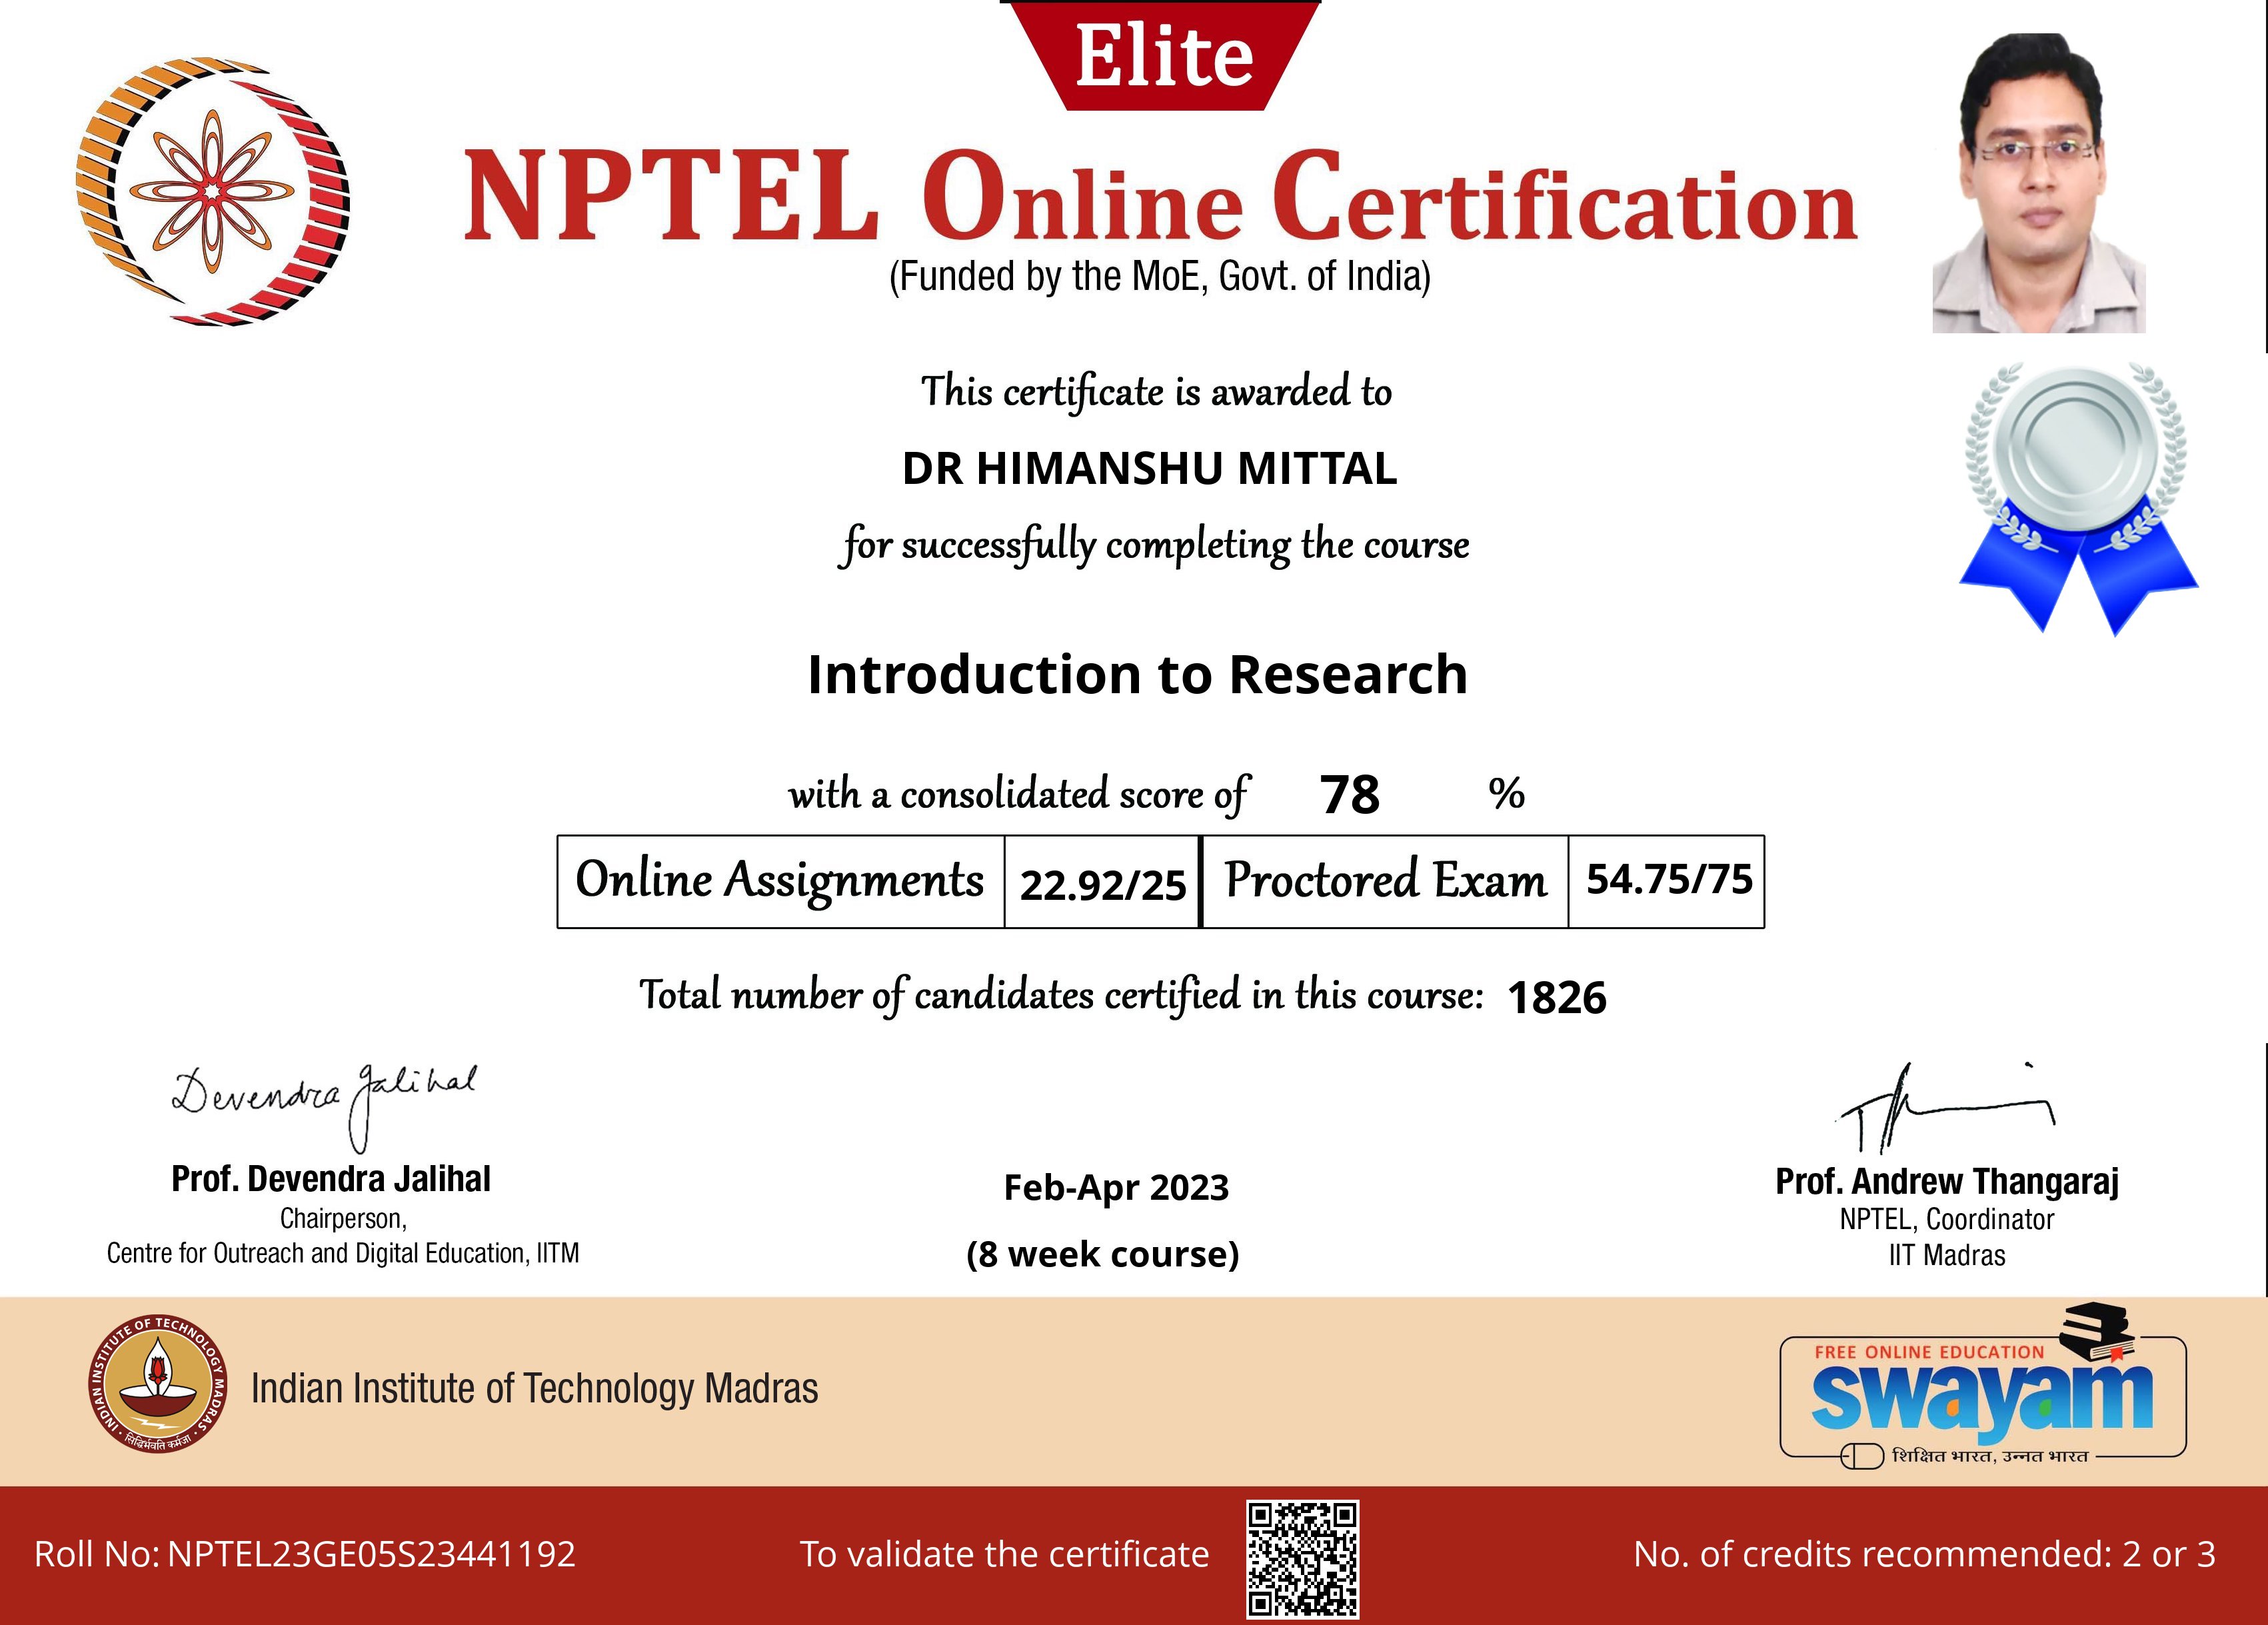 Elite
NPTEL Online Certification
(Funded by the MoE, Govt. of India)
This certificate is awarded to
DR HIMANSHU MITTAL
for successfully completing the course
Introduction to Research
with a consolidated score of 78 %
Online Assignments 22.92/25 Proctored Exam 54.75/75
Total number of candidates certified in this course: 1826
Devendra Jalihal
Prof. Devendra Jalihal
Chairperson,
Centre for Outreach and Digital Education, IITM
Feb-Apr 2023
(8 week course)
Prof. Andrew Thangaraj
NPTEL, Coordinator
IIT Madras
INDIAN INSTITUTE OF TECHNOLOGY MADRAS
सिद्धिर्भवति कर्मजा
Indian Institute of Technology Madras
FREE ONLINE EDUCATION
swayam
शिक्षित भारत, उन्नत भारत
Roll No: NPTEL23GE05S23441192
To validate the certificate
No. of credits recommended: 2 or 3